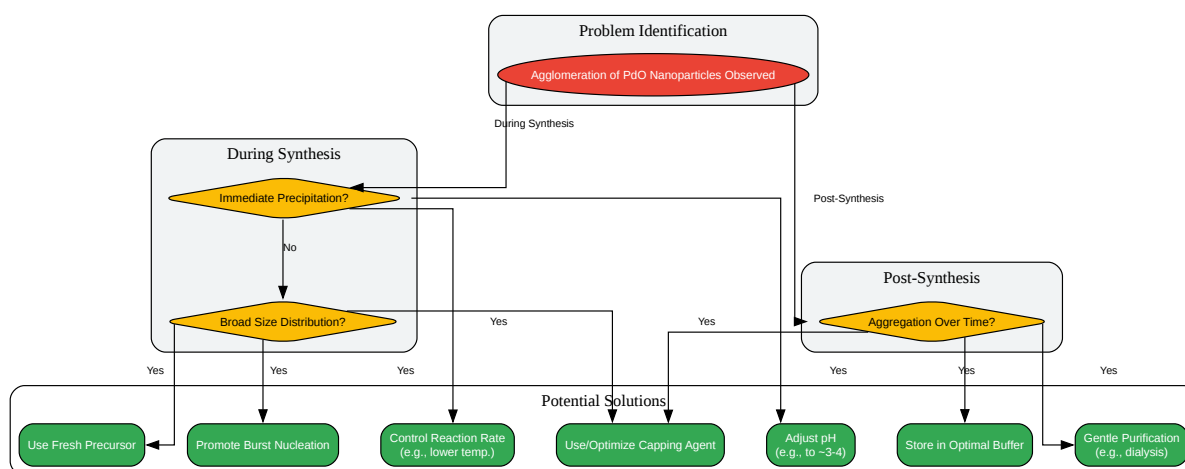 Problem Identification
Agglomeration of PdO Nanoparticles Observed
During Synthesis
During Synthesis
Immediate Precipitation?
Post-Synthesis
No
Post-Synthesis
Broad Size Distribution?
Yes
Yes
Aggregation Over Time?
Yes
Yes
Yes
Yes
Yes
Yes
Potential Solutions
Use Fresh Precursor
Promote Burst Nucleation
Control Reaction Rate
(e.g., lower temp.)
Use/Optimize Capping Agent
Adjust pH
(e.g., to ~3-4)
Store in Optimal Buffer
Gentle Purification
(e.g., dialysis)